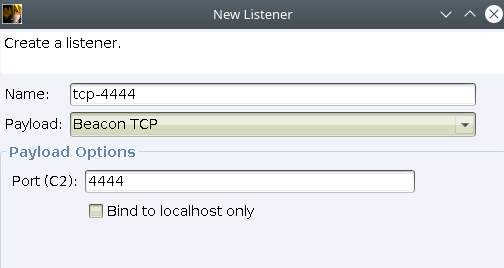 New Listener
Create a listener.
Name: tcp-4444
Payload: Beacon TCP
Payload Options
Port (C2): 4444
Bind to localhost only